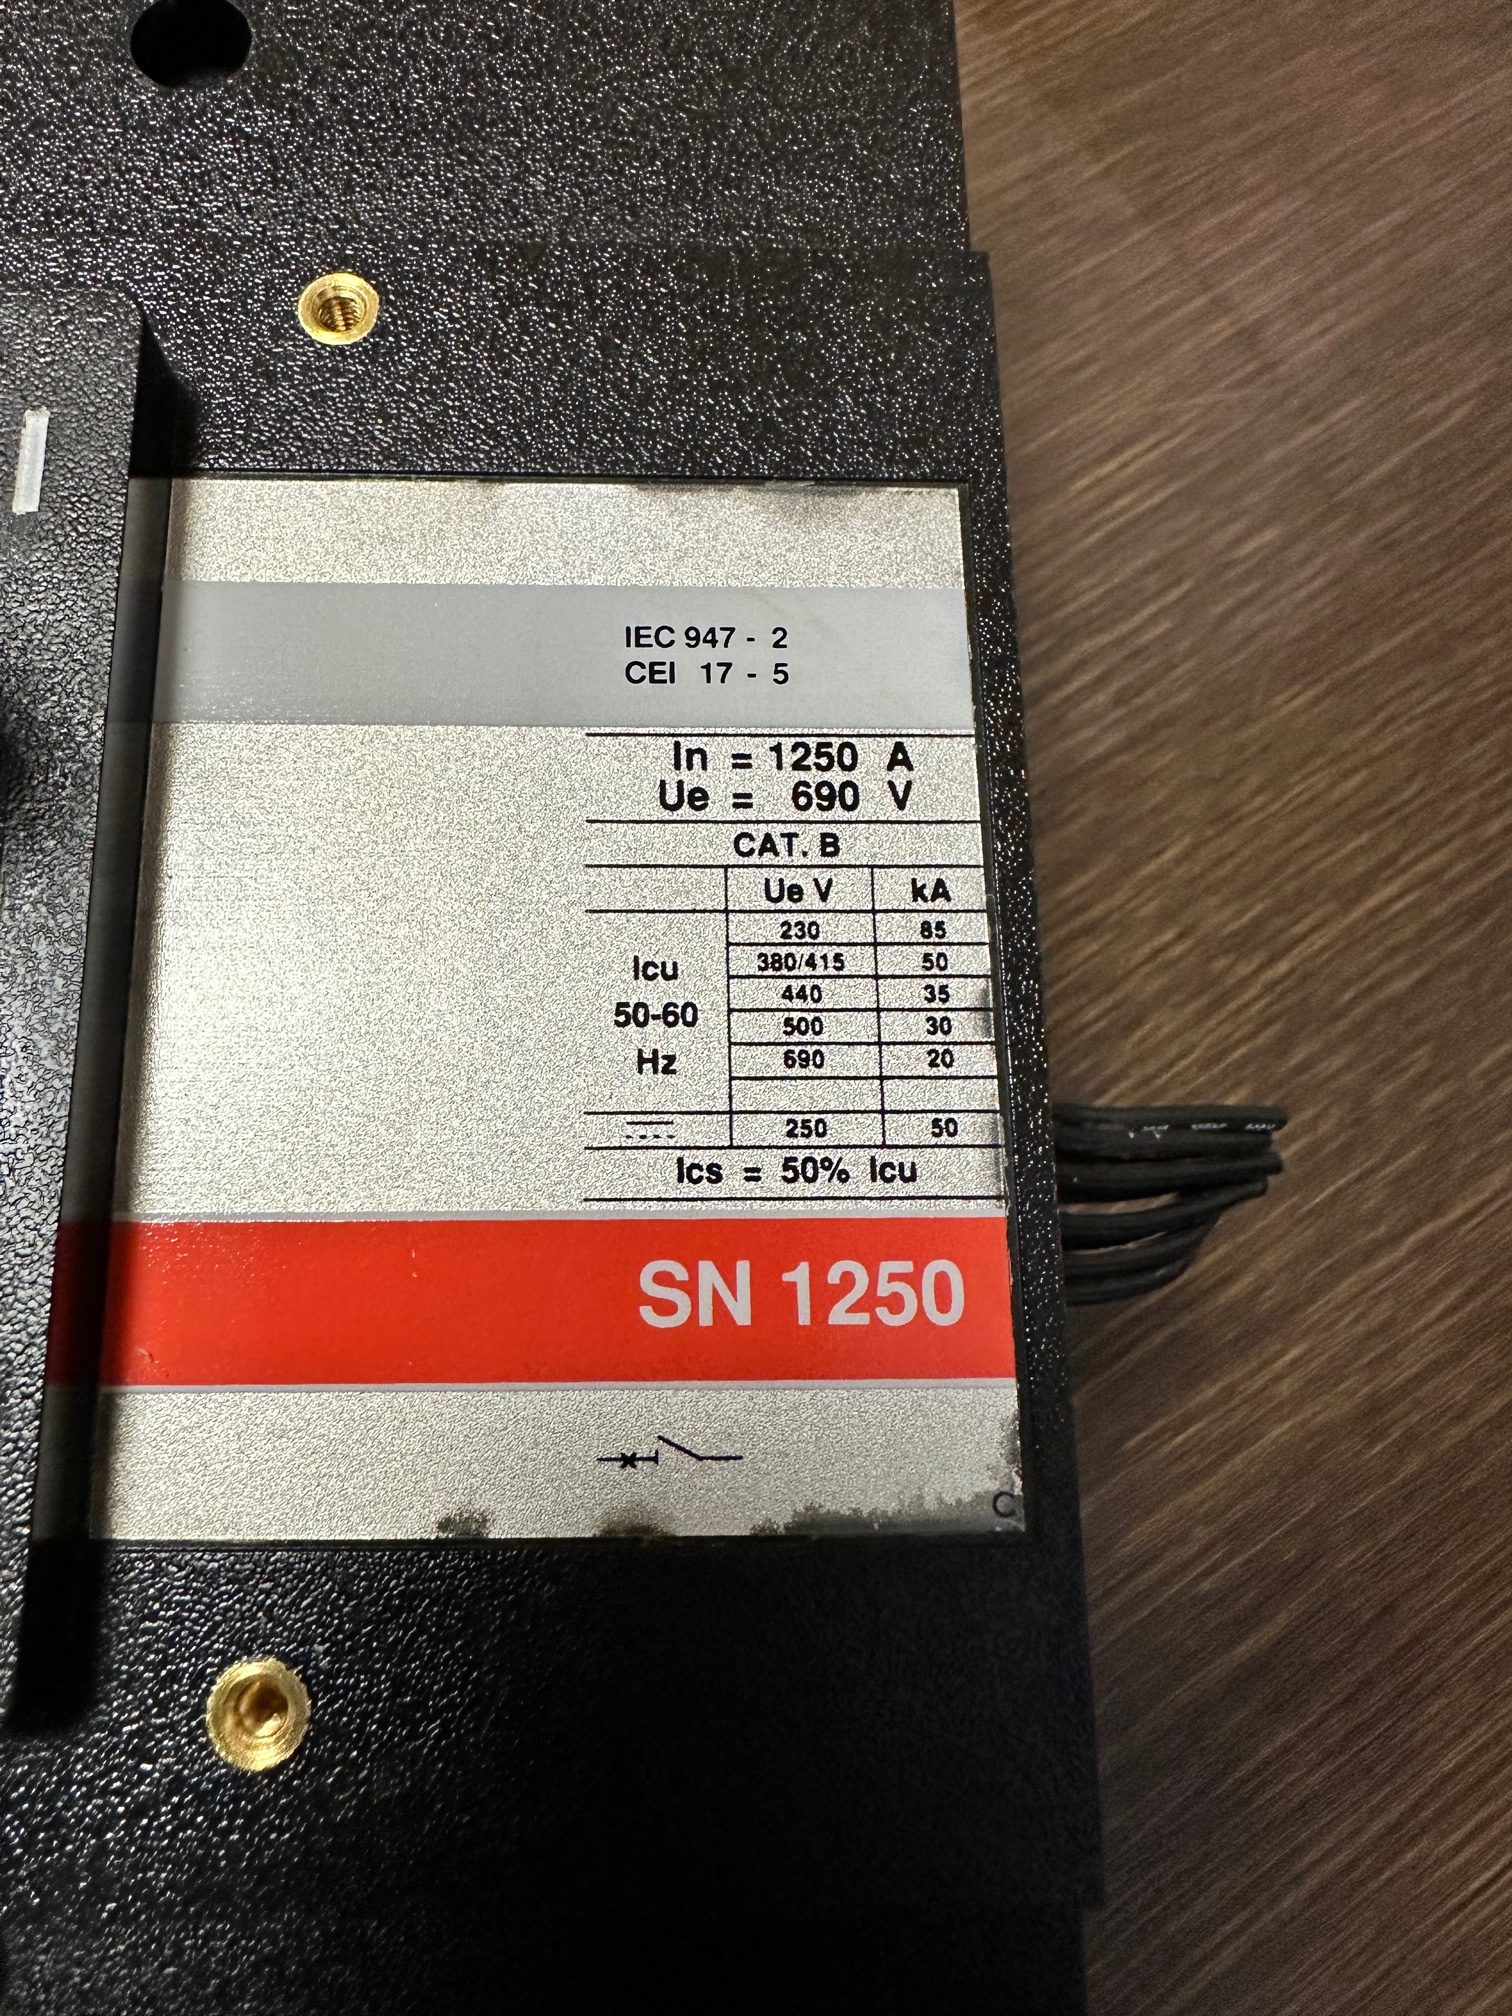 I
IEC 947 - 2
CEI 17 - 5
In = 1250 A
Ue = 690 V
CAT. B
Ue V kA
230 85
Icu 380/415 50
440 35
50-60 500 30
Hz 690 20
250 50
Ics = 50% Icu
SN 1250
C